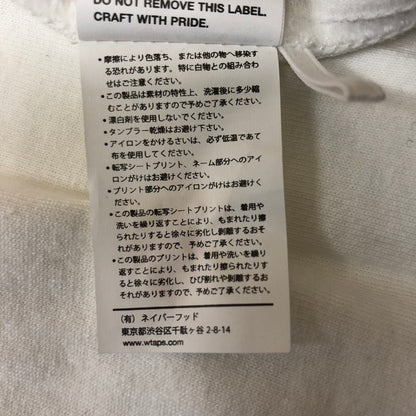 DO NOT REMOVE THIS LABEL.
CRAFT WITH PRIDE.
•摩擦により色落ち、または他の物へ移染す
る恐れがあります。特に白物との組み合わ
せはご注意ください。
•この製品は素材の特性上、洗濯後に多少縮
むことがありますので予めご了承ください。
•漂白剤を使用しないでください。
•タンブラー乾燥はお避け下さい。
•アイロンをかけるさいは、必ず低温であて
布を使用してください。
•転写シートプリント、ネーム部分へのアイ
ロンがけはお避けください。
•プリント部分へのアイロンがけはお避けくだ
さい。
•この製品の転写シートプリントは、着用や
洗いを繰り返すことにより、もまれたり擦
られたりすると徐々に劣化し剥離するおそ
れがありますので、予めご了承ください。
•この製品のプリントは、着用や洗いを繰り
返すことにより、もまれたり擦られたりする
と徐々に劣化し、ひび割れや剥離するおそ
れがありますので、予めご了承ください。
(有) ネイバーフッド
東京都渋谷区千駄ヶ谷2-8-14
www.wtaps.com